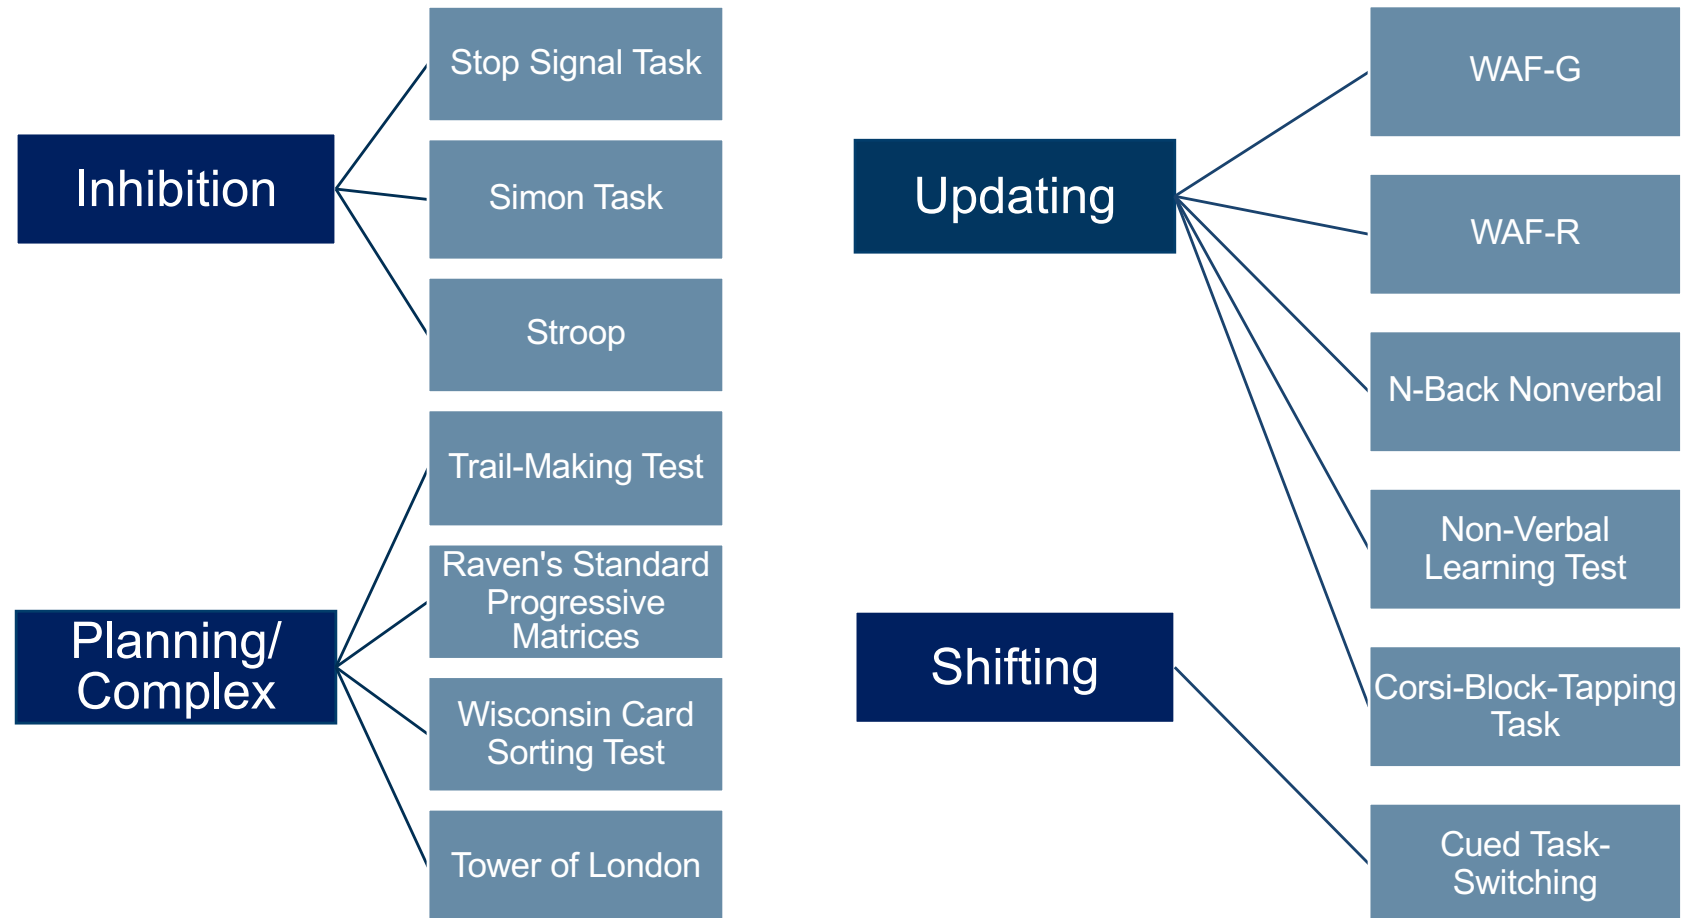 Inhibition
Stop Signal Task
Simon Task
Stroop
Planning/
Complex
Trail-Making Test
Raven's Standard
Progressive
Matrices
Wisconsin Card
Sorting Test
Tower of London
Updating
WAF-G
WAF-R
N-Back Nonverbal
Non-Verbal
Learning Test
Corsi-Block-Tapping
Task
Shifting
Cued Task-
Switching